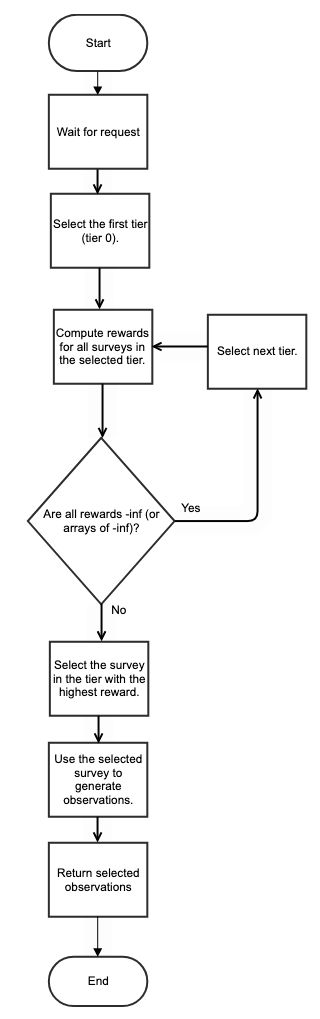 Start
Wait for request
Select the first tier
(tier 0).
Compute rewards
for all surveys in
the selected tier.
Select next tier.
Are all rewards -inf (or
arrays of -inf)?
Yes
No
Select the survey
in the tier with the
highest reward.
Use the selected
survey to
generate
observations.
Return selected
observations
End